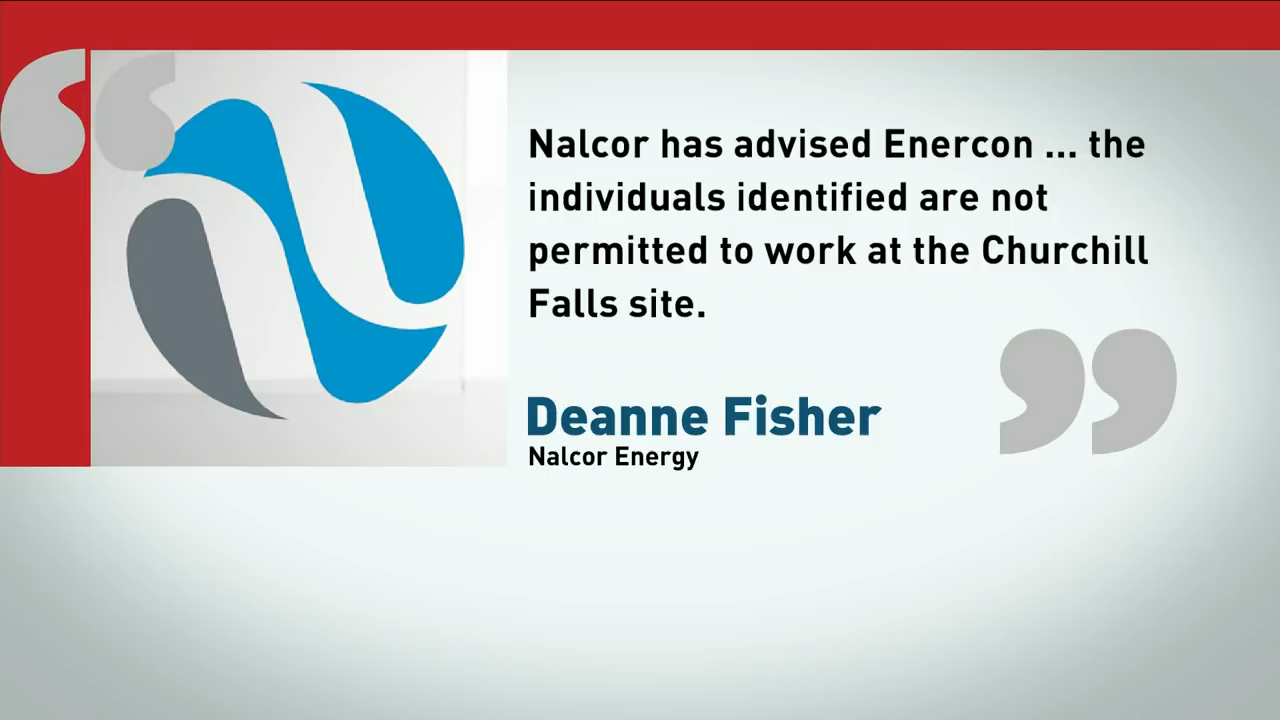 Nalcor has advised Enercon ... the
individuals identified are not
permitted to work at the Churchill
Falls site.
Deanne Fisher
Nalcor Energy